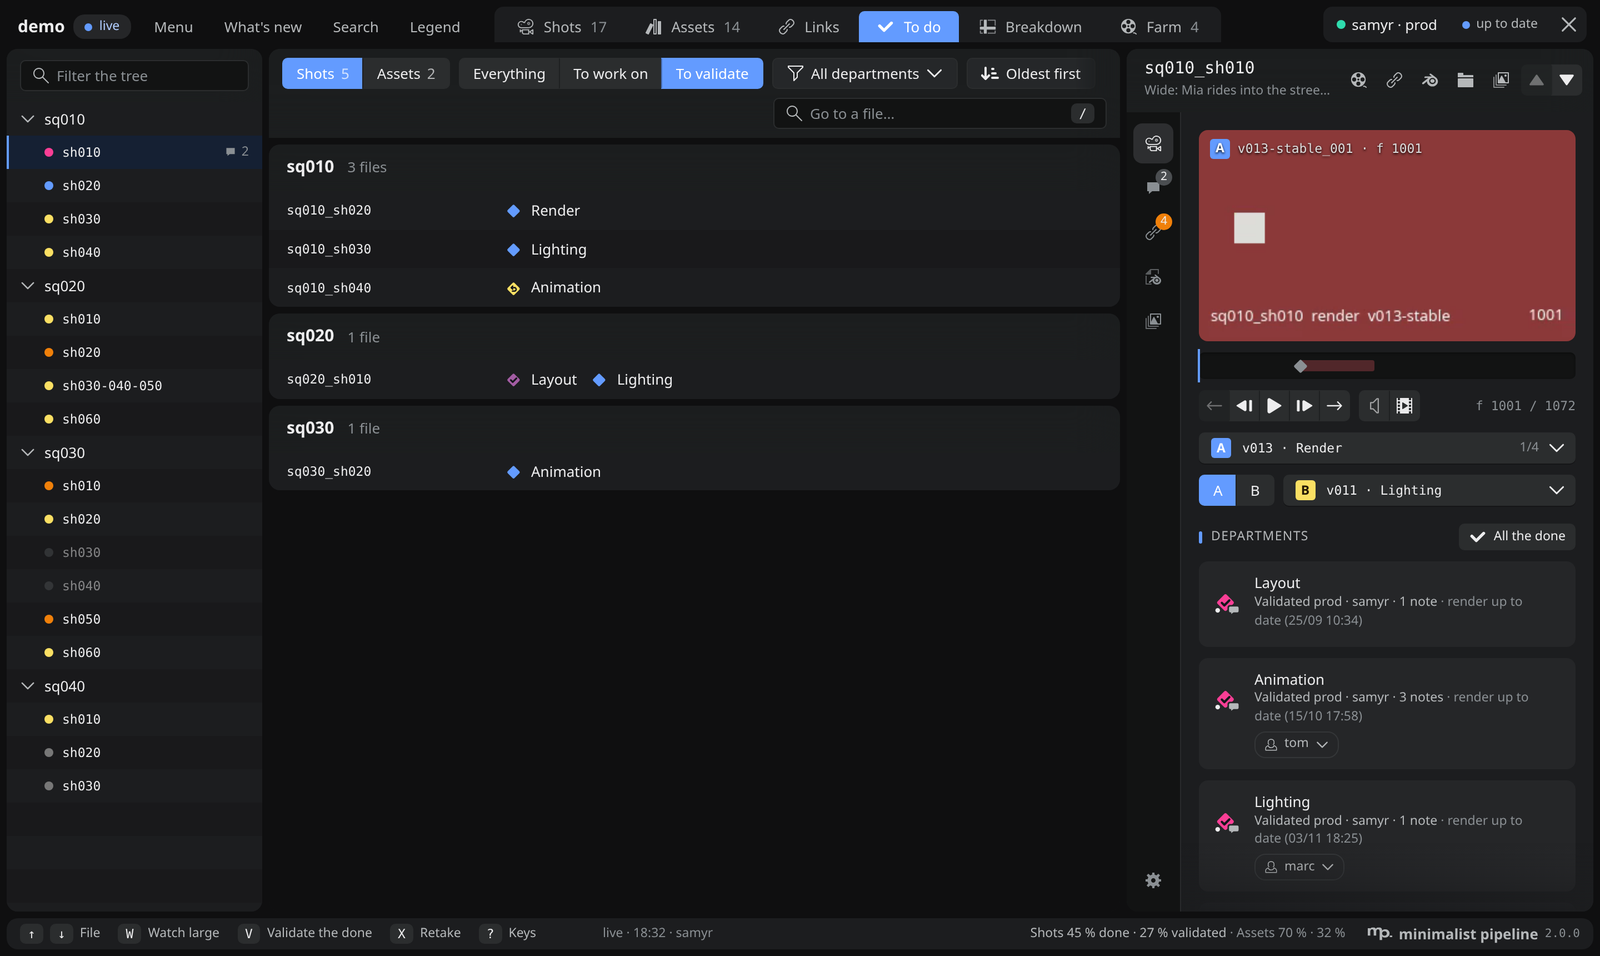 demo live Menu What's new Search Legend Shots 17 Assets 14 Links To do Breakdown Farm 4 samyr · prod up to date
Filter the tree
sq010
sh010 2
sh020
sh030
sh040
sq020
sh010
sh020
sh030-040-050
sh060
sq030
sh010
sh020
sh030
sh040
sh050
sh060
sq040
sh010
sh020
sh030
Shots 5 Assets 2 Everything To work on To validate All departments Oldest first
Go to a file... /
sq010 3 files
sq010_sh020 Render
sq010_sh030 Lighting
sq010_sh040 Animation
sq020 1 file
sq020_sh010 Layout Lighting
sq030 1 file
sq030_sh020 Animation
sq010_sh010
Wide: Mia rides into the stree...
2
4
A v013-stable_001 · f 1001
sq010_sh010 render v013-stable 1001
f 1001 / 1072
A v013 · Render 1/4
A B B v011 · Lighting
DEPARTMENTS All the done
Layout
Validated prod · samyr · 1 note · render up to
date (25/09 10:34)
Animation
Validated prod · samyr · 3 notes · render up to
date (15/10 17:58)
tom
Lighting
Validated prod · samyr · 1 note · render up to
date (03/11 18:25)
marc
↑ ↓ File W Watch large V Validate the done X Retake ? Keys live · 18:32 · samyr Shots 45 % done · 27 % validated · Assets 70 % · 32 % mp. minimalist pipeline 2.0.0